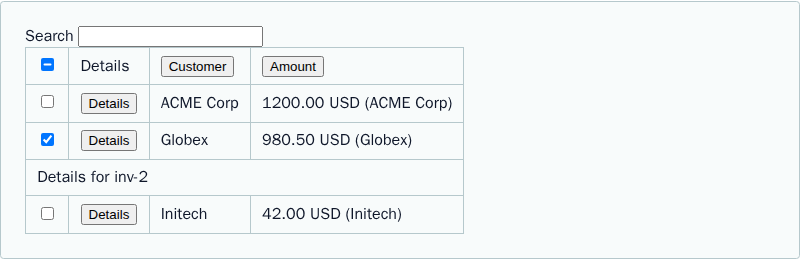 Search
Details Customer Amount
Details ACME Corp 1200.00 USD (ACME Corp)
Details Globex 980.50 USD (Globex)
Details for inv-2
Details Initech 42.00 USD (Initech)